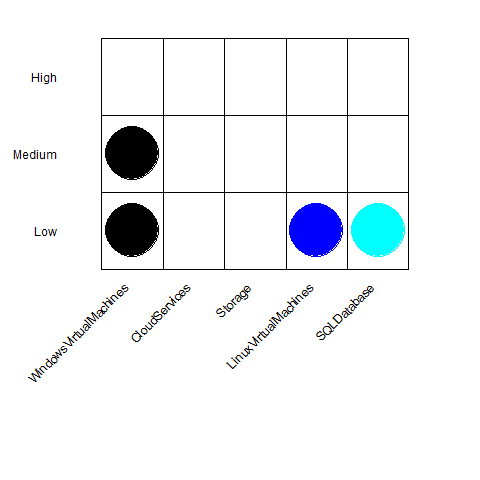 High
Medium
Low
WindowsVirtualMachines
CloudServices
Storage
LinuxVirtualMachines
SQLDatabase